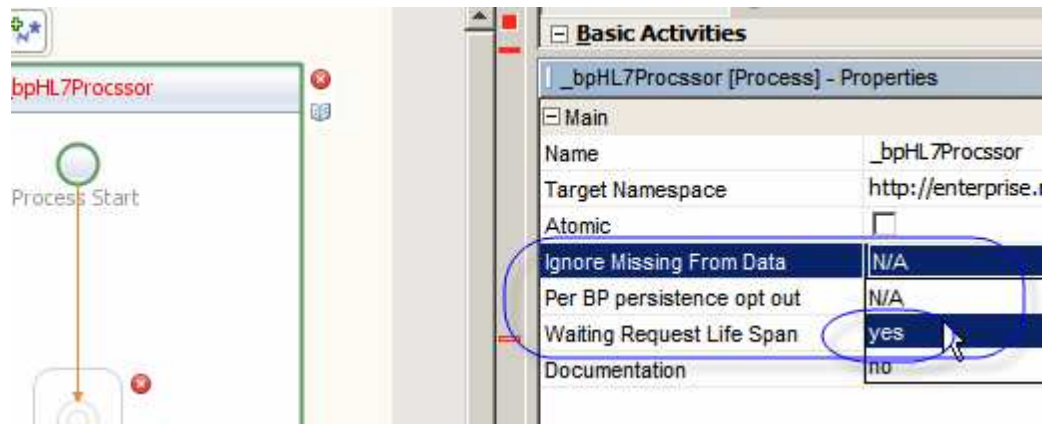 bpHL7Procssor
Process Start
Basic Activities
_bpHL7Procssor [Process] - Properties
Main
Name _bpHL7Procssor
Target Namespace http://enterprise.
Atomic
Ignore Missing From Data N/A
Per BP persistence opt out N/A
Waiting Request Life Span yes
Documentation no